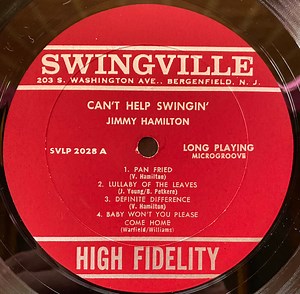 SWINGVILLE
203 S. WASHINGTON AVE., BERGENFIELD, N. J.
CAN'T HELP SWINGIN'
JIMMY HAMILTON
SVLP 2028 A
LONG PLAYING
MICROGROOVE
1. PAN FRIED
(V. Hamilton)
2. LULLABY OF THE LEAVES
(J. Young/B. Petkere)
3. DEFINITE DIFFERENCE
(V. Hamilton)
4. BABY WON'T YOU PLEASE
COME HOME
(Warfield/Williams)
HIGH FIDELITY